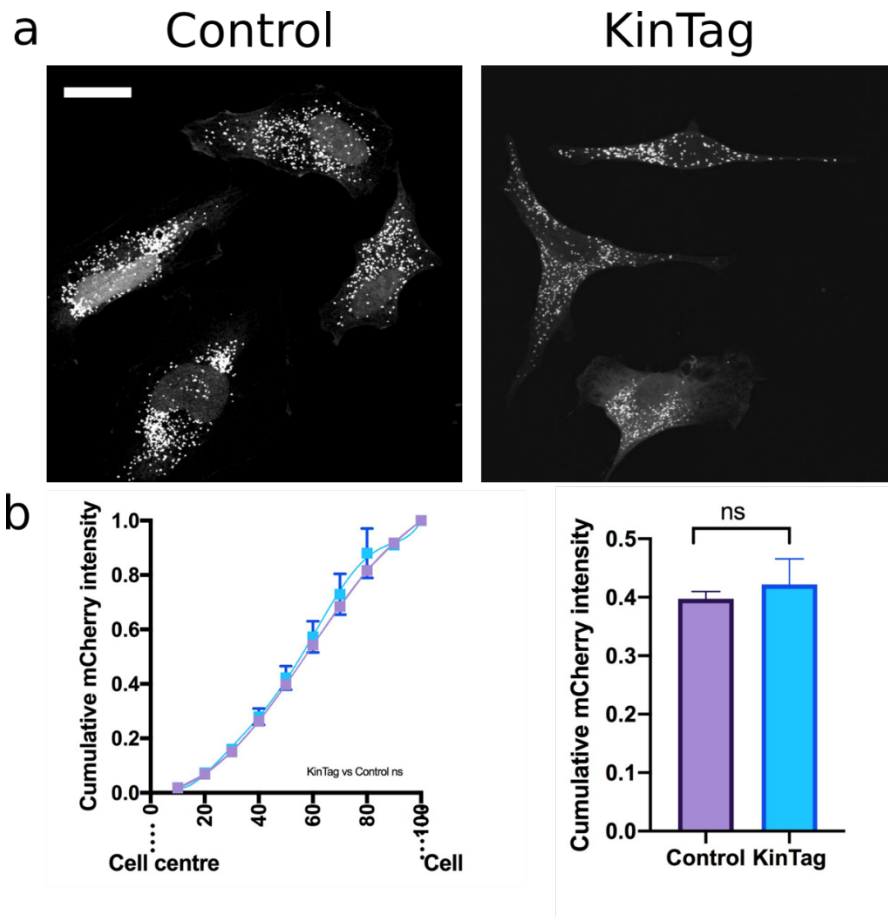 a
Control
KinTag
b
Cumulative mCherry intensity
1.0
0.8
0.6
0.4
0.2
0.0
0
20
40
60
80
100
KinTag vs Control ns
Cell centre
Cell
ns
Cumulative mCherry intensity
0.5
0.4
0.3
0.2
0.1
0.0
Control KinTag